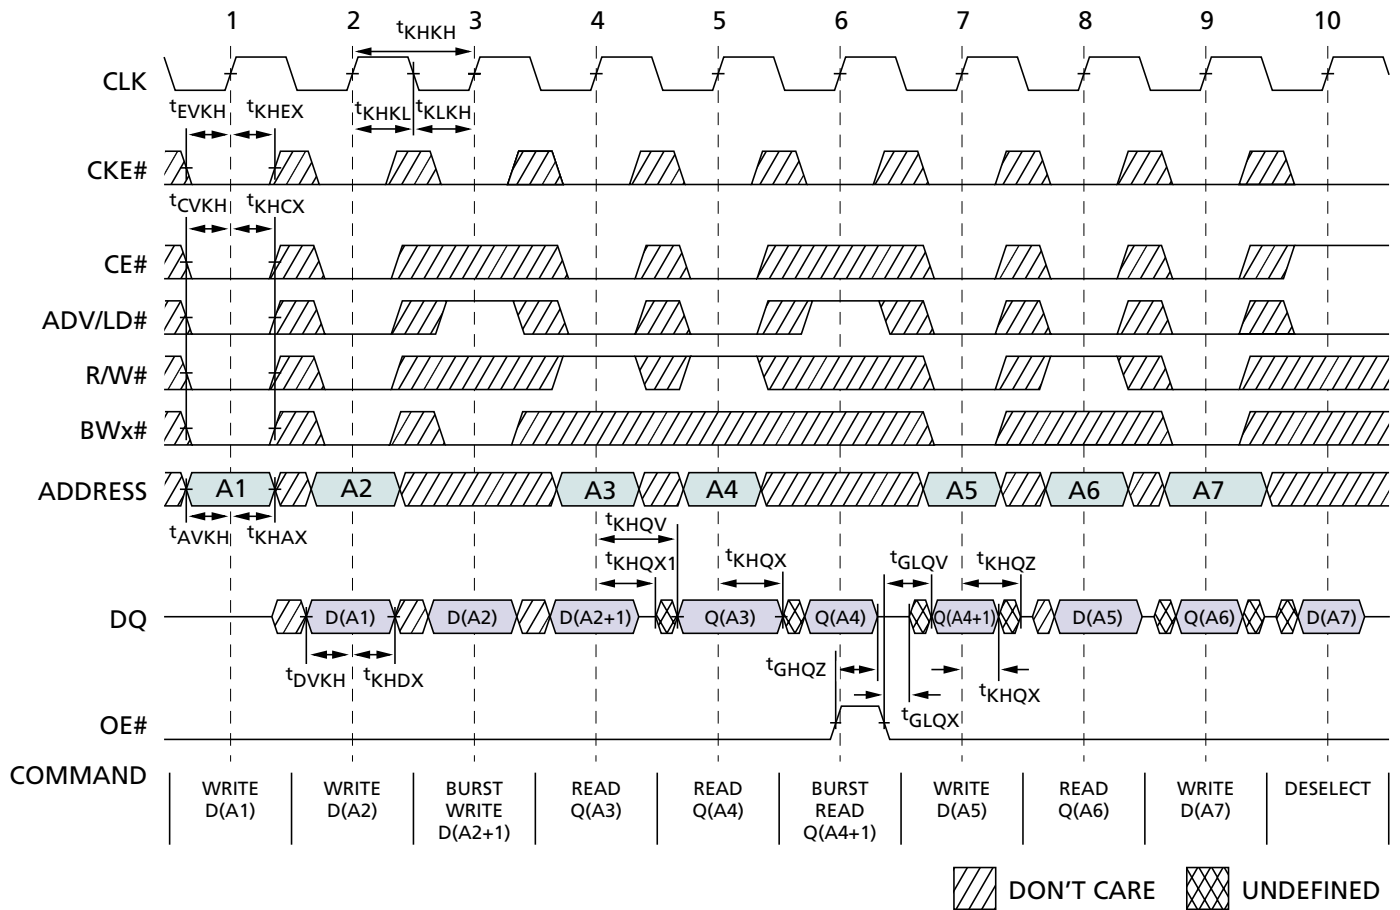 1 2 3 4 5 6 7 8 9 10
tKHKH
CLK
tEVKH tKHEX tKHKL tKLKH
CKE#
tCVKH tKHCX
CE#
ADV/LD#
R/W#
BWx#
ADDRESS A1 A2 A3 A4 A5 A6 A7
tAVKH tKHAX
tKHQV
tKHQX1 tKHQX tGLQV tKHQZ
DQ D(A1) D(A2) D(A2+1) Q(A3) Q(A4) Q(A4+1) D(A5) Q(A6) D(A7)
tDVKH tKHDX tGHQZ tKHQX
tGLQX
OE#
COMMAND
WRITE D(A1)
WRITE D(A2)
BURST WRITE D(A2+1)
READ Q(A3)
READ Q(A4)
BURST READ Q(A4+1)
WRITE D(A5)
READ Q(A6)
WRITE D(A7)
DESELECT
DON'T CARE UNDEFINED